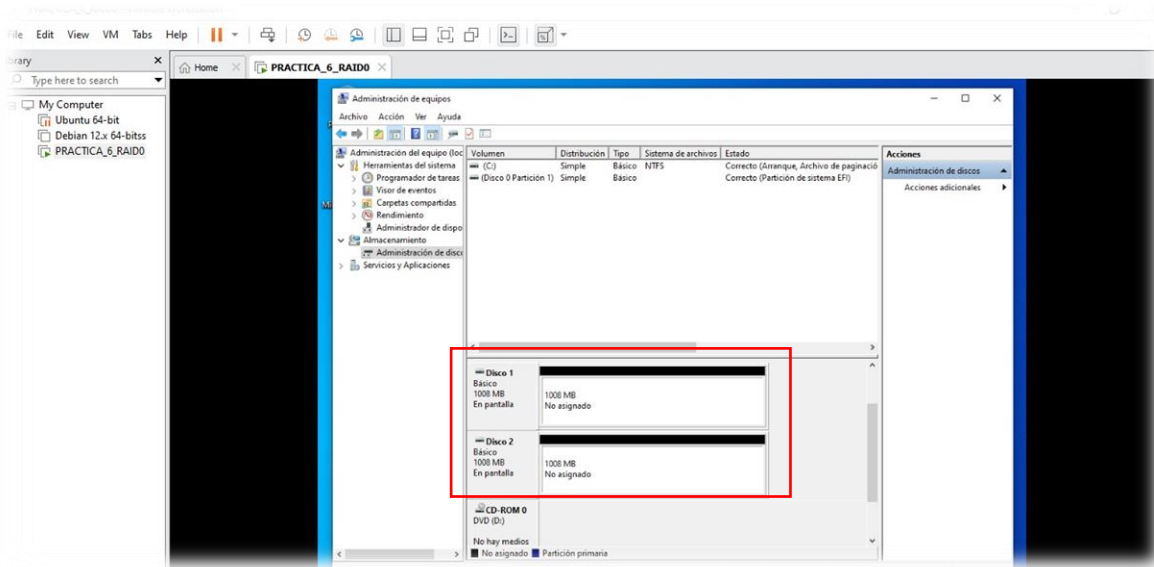 File Edit View VM Tabs Help
Type here to search
Home
PRACTICA_6_RAID0
My Computer
Ubuntu 64-bit
Debian 12.x 64-bitss
PRACTICA_6_RAID0
Administración de equipos
Archivo Acción Ver Ayuda
Administración del equipo (loc
Herramientas del sistema
Programador de tareas
Visor de eventos
Carpetas compartidas
Rendimiento
Administrador de dispo
Almacenamiento
Administración de disc
Servicios y Aplicaciones
Volumen Distribución Tipo Sistema de archivos Estado
(C:) Simple Básico NTFS Correcto (Arranque, Archivo de paginació
(Disco 0 Partición 1) Simple Básico Correcto (Partición de sistema EFI)
Acciones
Administración de discos
Acciones adicionales
Disco 1
Básico
1008 MB
En pantalla
1008 MB
No asignado
Disco 2
Básico
1008 MB
En pantalla
1008 MB
No asignado
CD-ROM 0
DVD (D:)
No hay medios
No asignado Partición primaria